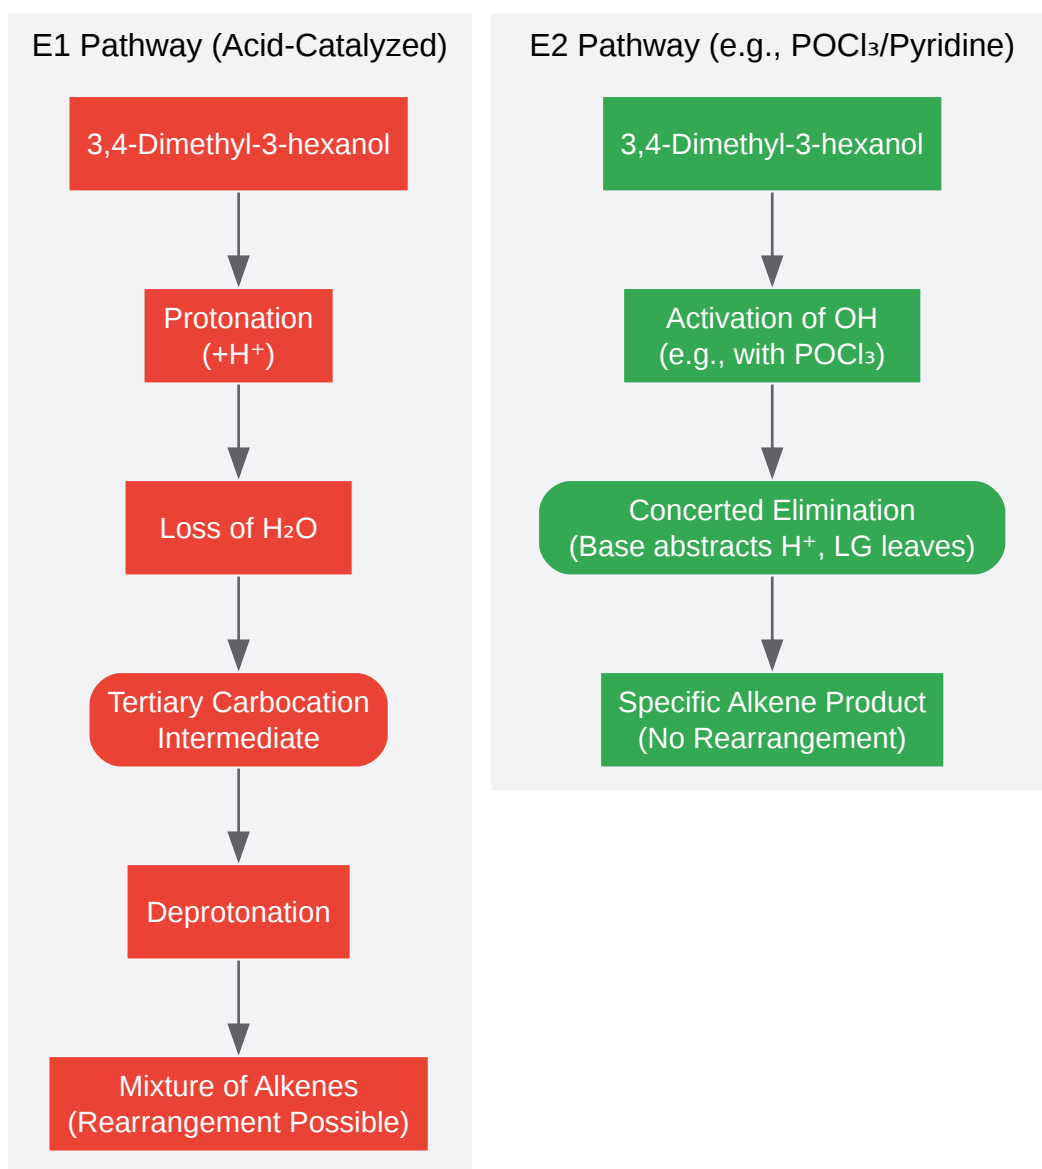 E1 Pathway (Acid-Catalyzed)
3,4-Dimethyl-3-hexanol
Protonation
(+H⁺)
Loss of H₂O
Tertiary Carbocation
Intermediate
Deprotonation
Mixture of Alkenes
(Rearrangement Possible)
E2 Pathway (e.g., POCl₃/Pyridine)
3,4-Dimethyl-3-hexanol
Activation of OH
(e.g., with POCl₃)
Concerted Elimination
(Base abstracts H⁺, LG leaves)
Specific Alkene Product
(No Rearrangement)